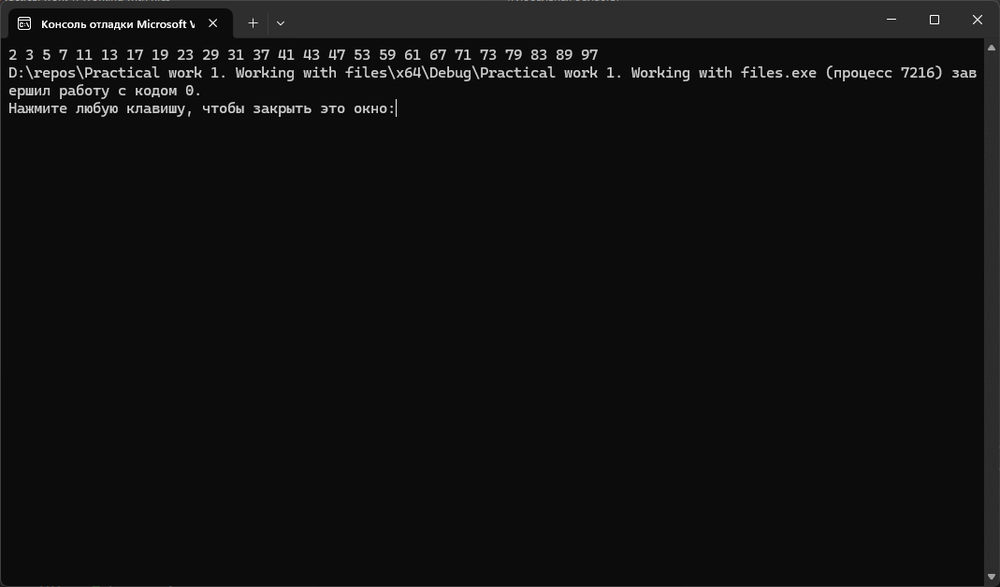 Консоль отладки Microsoft V
2 3 5 7 11 13 17 19 23 29 31 37 41 43 47 53 59 61 67 71 73 79 83 89 97
D:\repos\Practical work 1. Working with files\x64\Debug\Practical work 1. Working with files.exe (процесс 7216) зав
ершил работу с кодом 0.
Нажмите любую клавишу, чтобы закрыть это окно: